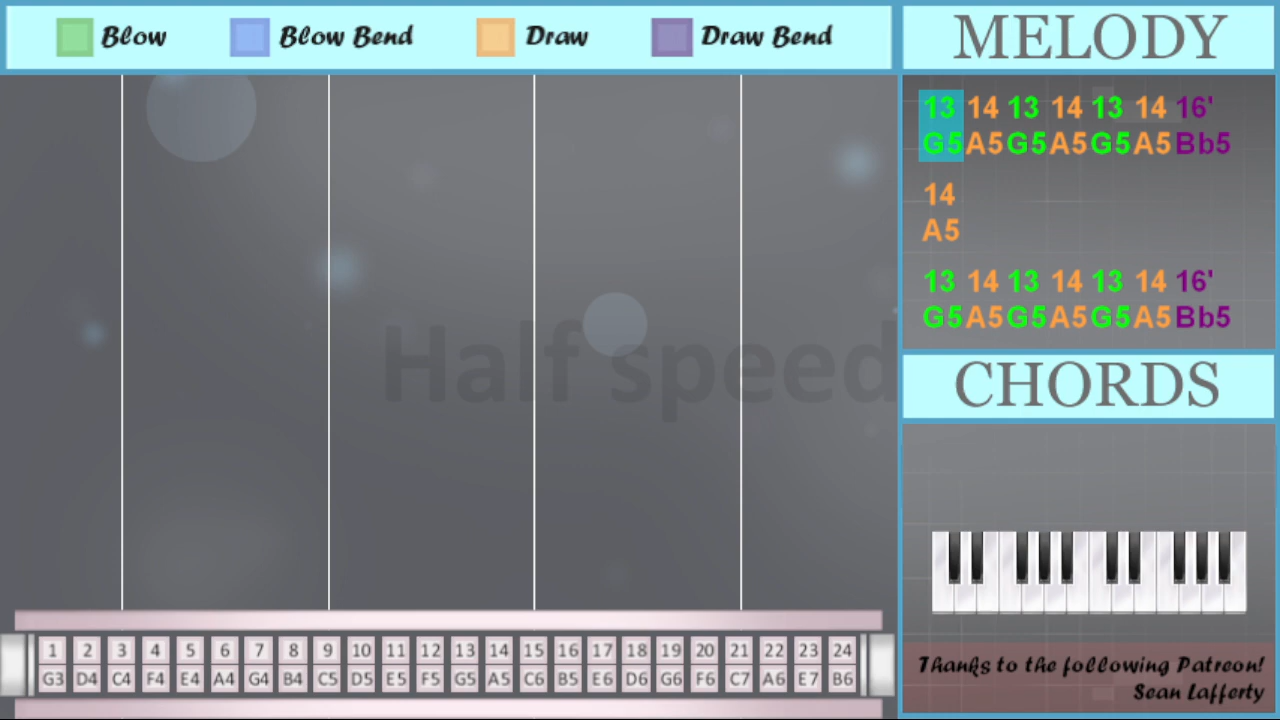 Blow Blow Bend Draw Draw Bend
MELODY
13 14 13 14 13 14 16'
G5 A5 G5 A5 G5 A5 Bb5
14
A5
13 14 13 14 13 14 16'
G5 A5 G5 A5 G5 A5 Bb5
Half speed
CHORDS
1 2 3 4 5 6 7 8 9 10 11 12 13 14 15 16 17 18 19 20 21 22 23 24
G3 D4 C4 F4 E4 A4 G4 B4 C5 D5 E5 F5 G5 A5 C6 B5 E6 D6 G6 F6 C7 A6 E7 B6
Thanks to the following Patreon!
Sean Lafferty